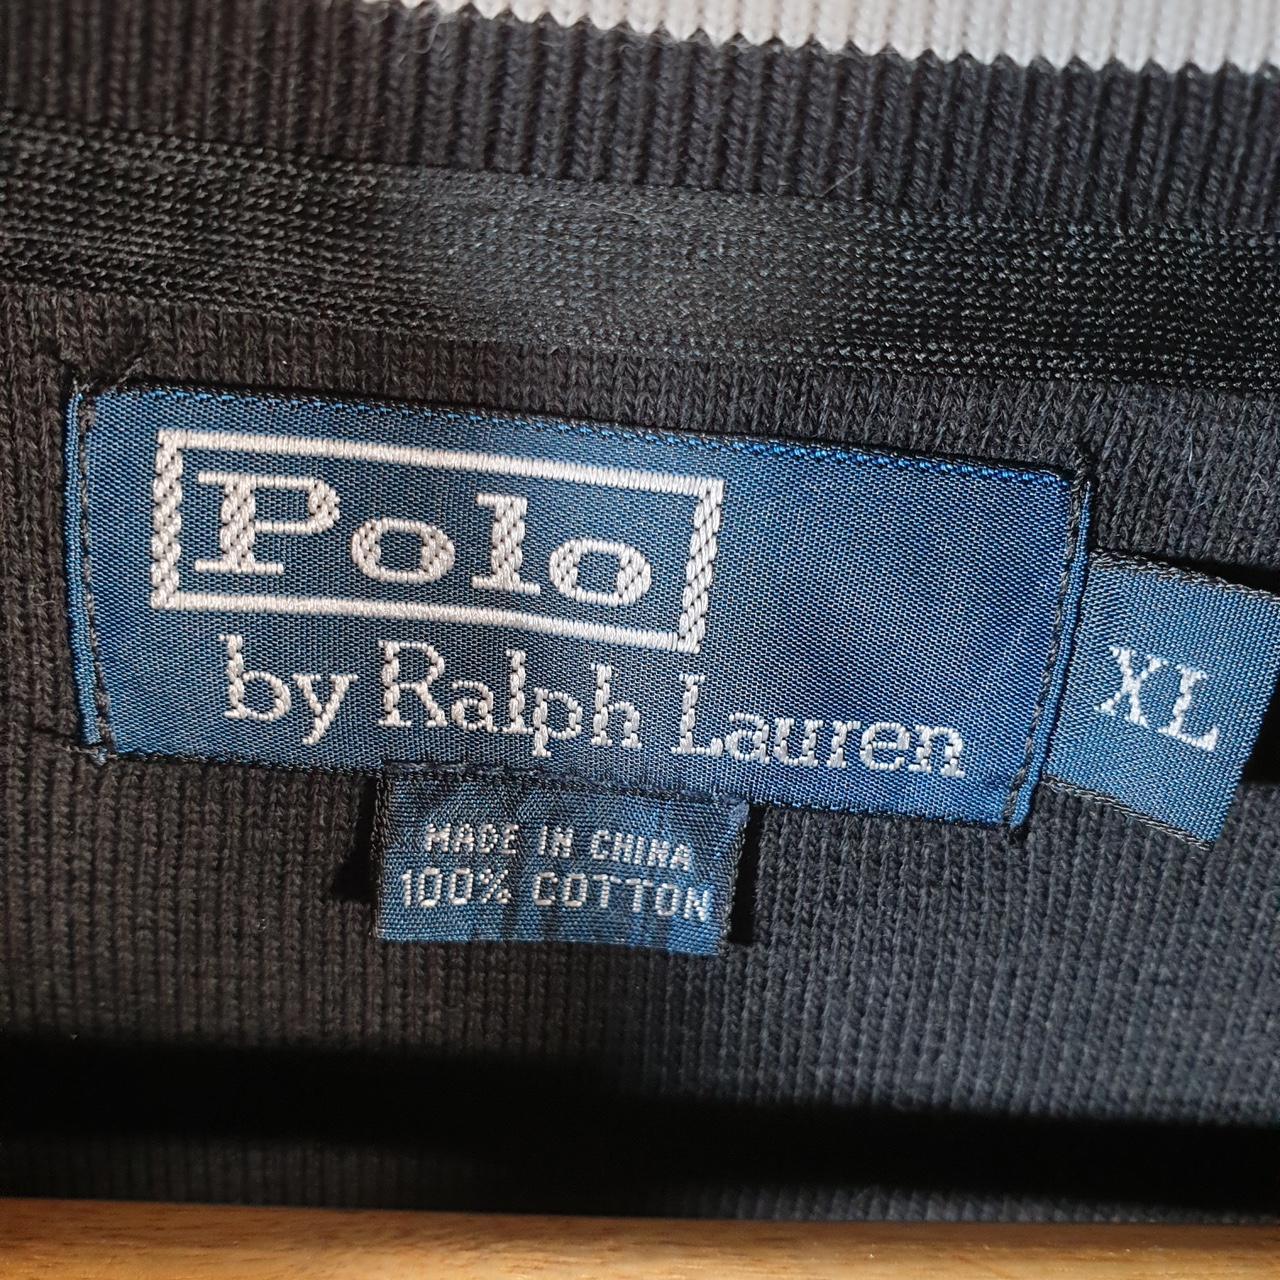 Polo
by Ralph Lauren
XL
MADE IN CHINA
100% COTTON